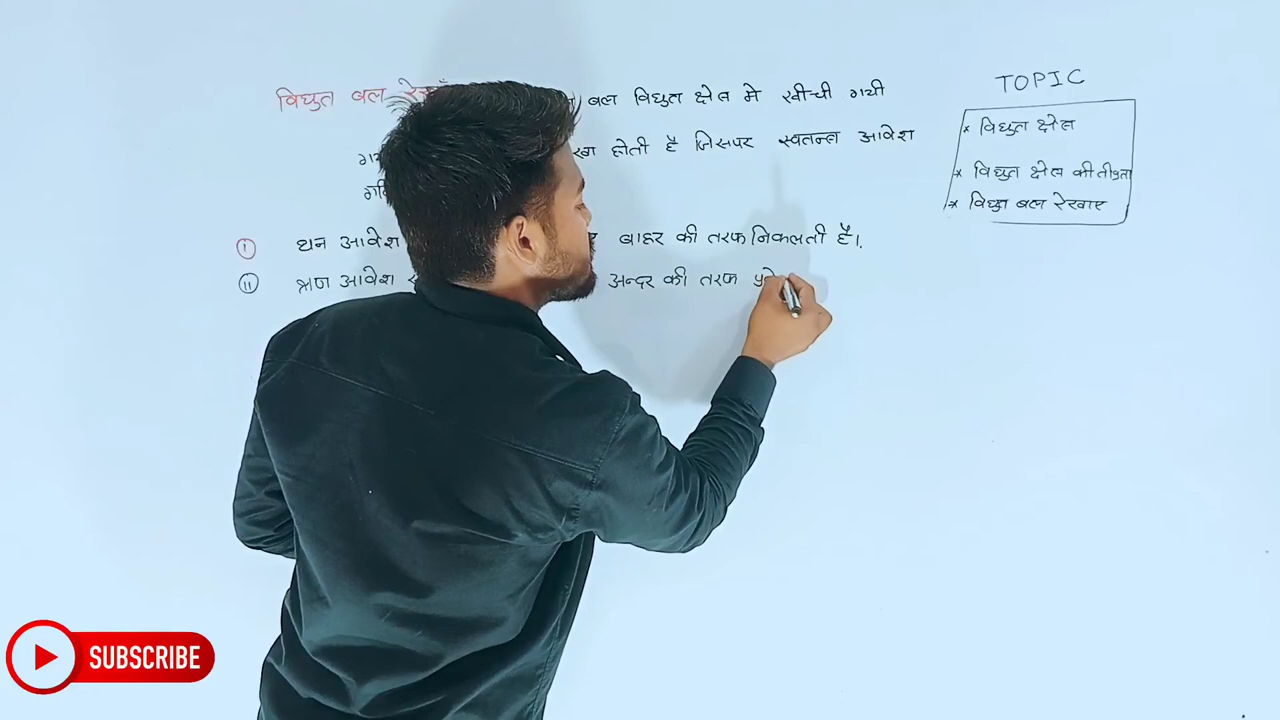 विद्युत बल बल विद्युत क्षेत्र मे खींची गयी
होती है जिसपर स्वतन्त्र आवेश
I धन आवेश बाहर की तरफ निकलती है।
II ऋण आवेश अन्दर की तरफ
TOPIC
* विद्युत क्षेत्र
* विद्युत क्षेत्र की तीव्रता
* विद्युत बल रेखाए
SUBSCRIBE